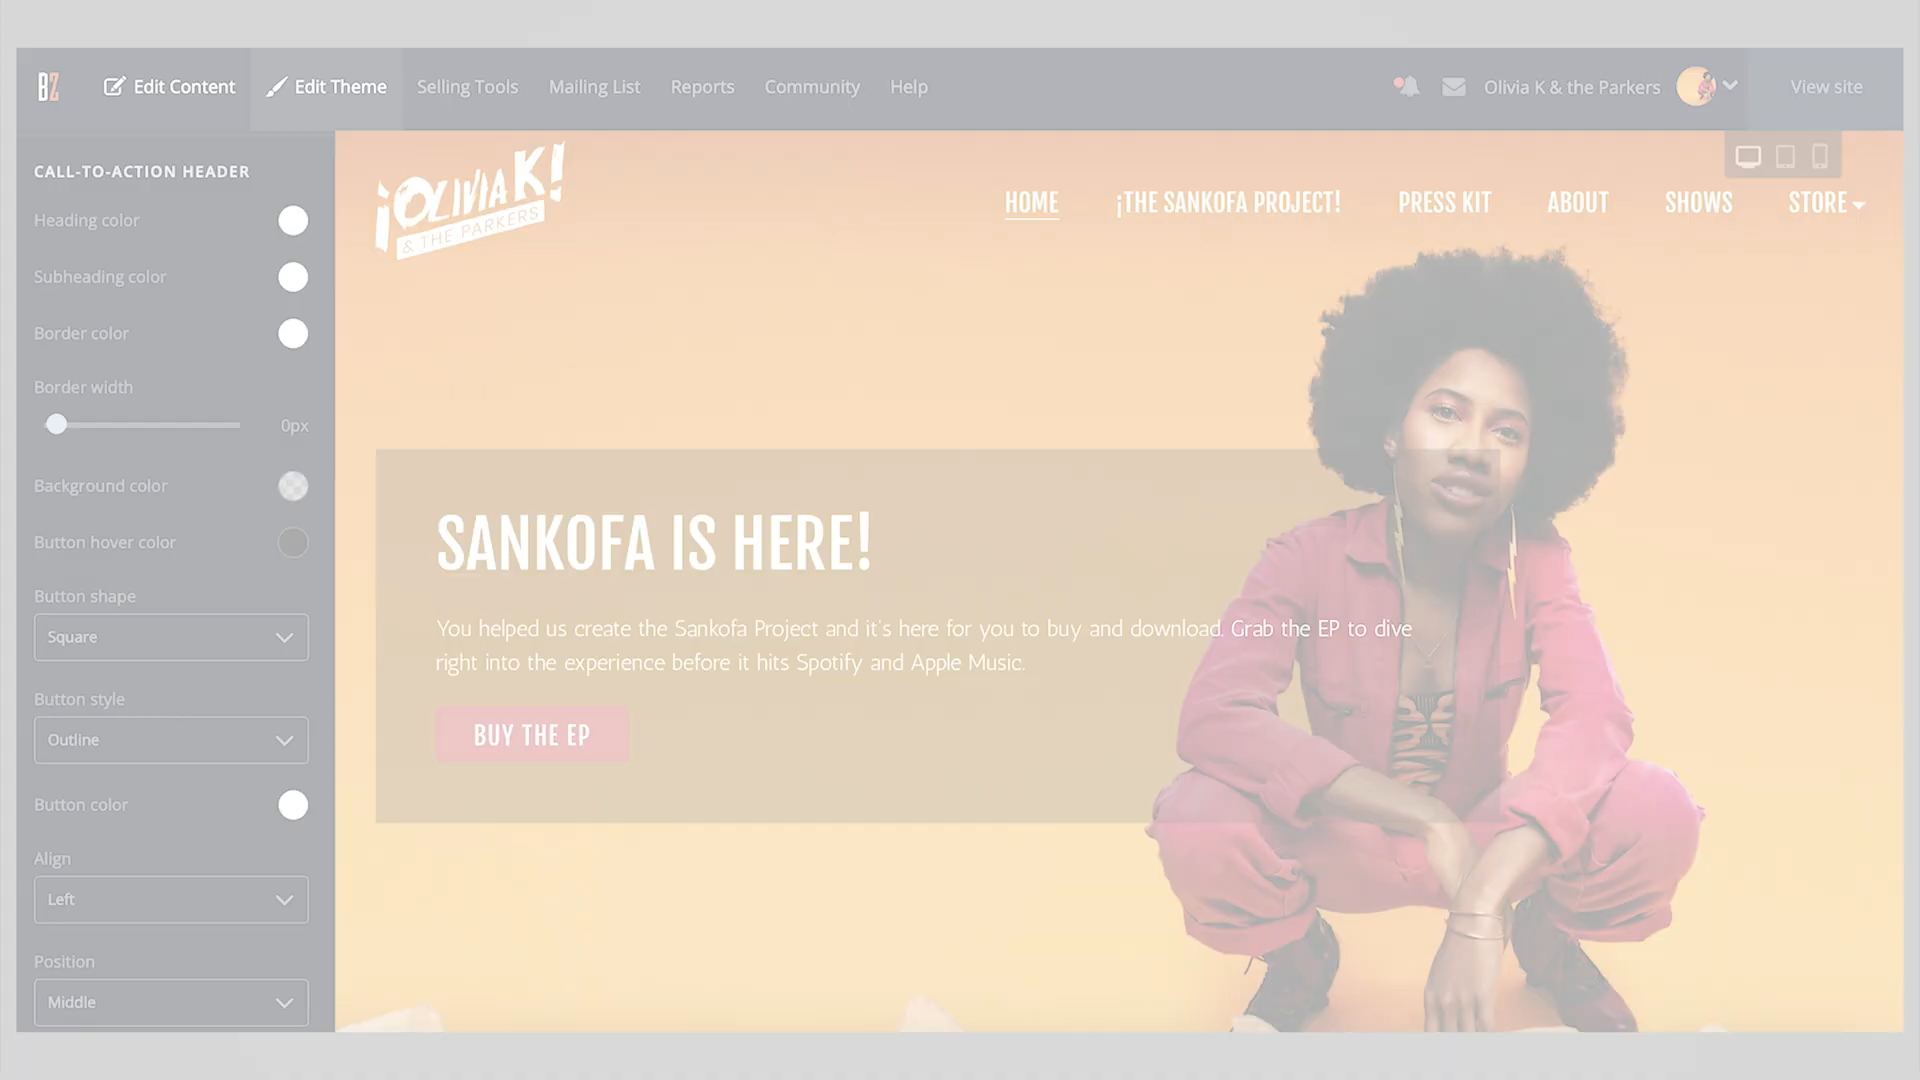 BZ
Edit Content
Edit Theme
Selling Tools
Mailing List
Reports
Community
Help
Olivia K & the Parkers
View site
CALL-TO-ACTION HEADER
Heading color
Subheading color
Border color
Border width
0px
Background color
Button hover color
Button shape
Square
Button style
Outline
Button color
Align
Left
Position
Middle
¡OLIVIA K!
& THE PARKERS
HOME
¡THE SANKOFA PROJECT!
PRESS KIT
ABOUT
SHOWS
STORE
SANKOFA IS HERE!
You helped us create the Sankofa Project and it's here for you to buy and download. Grab the EP to dive
right into the experience before it hits Spotify and Apple Music.
BUY THE EP